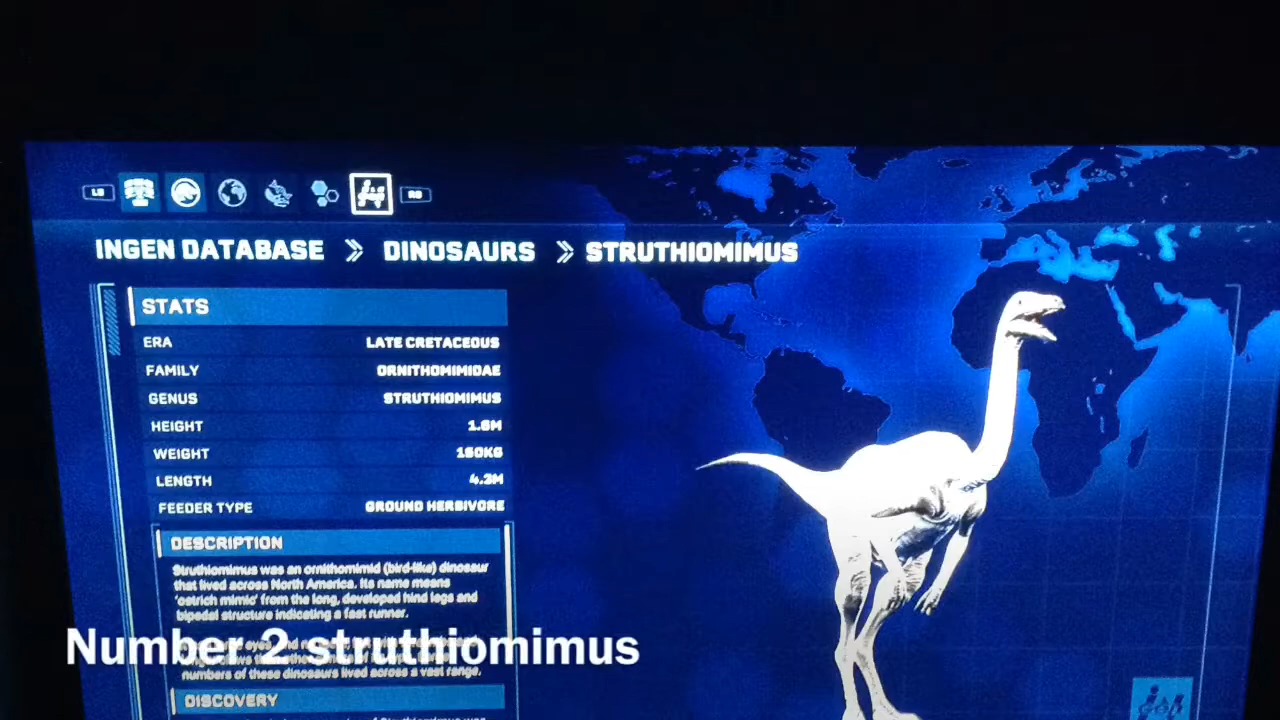 LB
RB
INGEN DATABASE >> DINOSAURS >> STRUTHIOMIMUS
STATS
ERA LATE CRETACEOUS
FAMILY ORNITHOMIMIDAE
GENUS STRUTHIOMIMUS
HEIGHT 1.6M
WEIGHT 160KG
LENGTH 4.2M
FEEDER TYPE GROUND HERBIVORE
DESCRIPTION
Struthiomimus was an ornithomimid (bird-like) dinosaur
that lived across North America. Its name means
'ostrich mimic' from the long, developed hind legs and
bipedal structure indicating a fast runner.
Number 2 struthiomimus
numbers of these dinosaurs lived across a vast range.
DISCOVERY